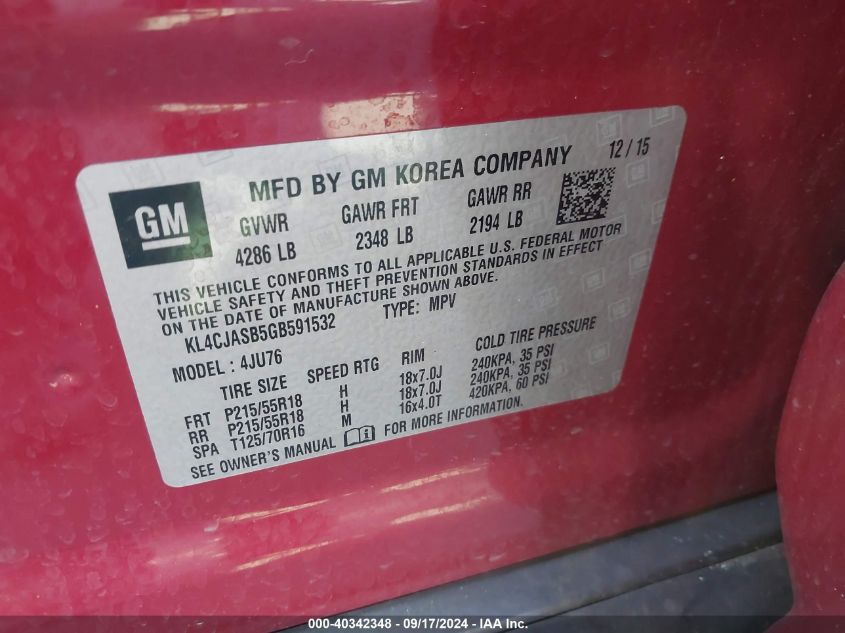 MFD BY GM KOREA COMPANY 12 / 15
GM
GVWR GAWR FRT GAWR RR
4286 LB 2348 LB 2194 LB
THIS VEHICLE CONFORMS TO ALL APPLICABLE U.S. FEDERAL MOTOR
VEHICLE SAFETY AND THEFT PREVENTION STANDARDS IN EFFECT
ON THE DATE OF MANUFACTURE SHOWN ABOVE.
KL4CJASB5GB591532 TYPE: MPV
MODEL : 4JU76
TIRE SIZE SPEED RTG RIM COLD TIRE PRESSURE
FRT P215/55R18 H 18x7.0J 240KPA, 35 PSI
RR P215/55R18 H 18x7.0J 240KPA, 35 PSI
SPA T125/70R16 M 16x4.0T 420KPA, 60 PSI
SEE OWNER'S MANUAL FOR MORE INFORMATION.
000-40342348 - 09/17/2024 - IAA Inc.